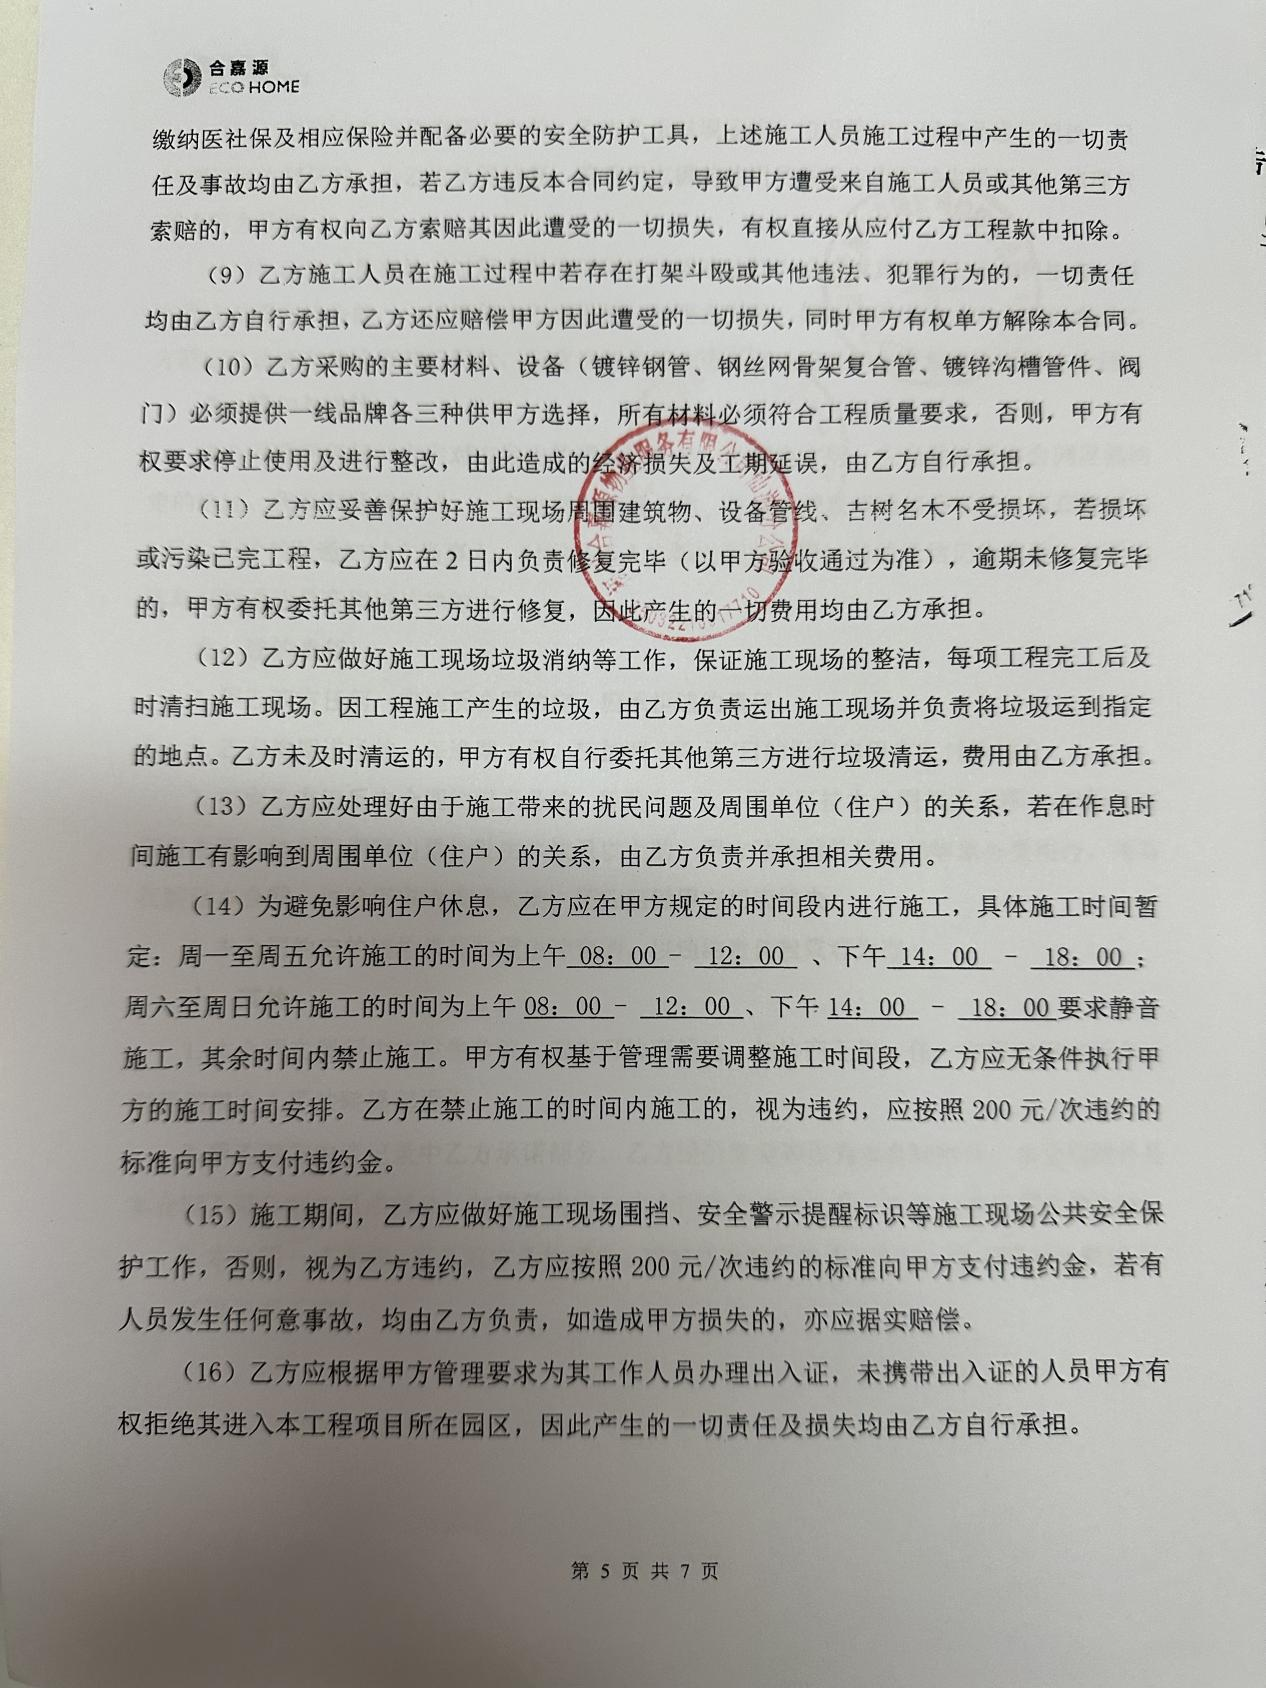 合嘉源
ECO HOME
缴纳医社保及相应保险并配备必要的安全防护工具，上述施工人员施工过程中产生的一切责
任及事故均由乙方承担，若乙方违反本合同约定，导致甲方遭受来自施工人员或其他第三方
索赔的，甲方有权向乙方索赔其因此遭受的一切损失，有权直接从应付乙方工程款中扣除。
（9）乙方施工人员在施工过程中若存在打架斗殴或其他违法、犯罪行为的，一切责任
均由乙方自行承担，乙方还应赔偿甲方因此遭受的一切损失，同时甲方有权单方解除本合同。
（10）乙方采购的主要材料、设备（镀锌钢管、钢丝网骨架复合管、镀锌沟槽管件、阀
门）必须提供一线品牌各三种供甲方选择，所有材料必须符合工程质量要求，否则，甲方有
权要求停止使用及进行整改，由此造成的经济损失及工期延误，由乙方自行承担。
（11）乙方应妥善保护好施工现场周围建筑物、设备管线、古树名木不受损坏，若损坏
或污染已完工程，乙方应在 2 日内负责修复完毕（以甲方验收通过为准），逾期未修复完毕
的，甲方有权委托其他第三方进行修复，因此产生的一切费用均由乙方承担。
（12）乙方应做好施工现场垃圾消纳等工作，保证施工现场的整洁，每项工程完工后及
时清扫施工现场。因工程施工产生的垃圾，由乙方负责运出施工现场并负责将垃圾运到指定
的地点。乙方未及时清运的，甲方有权自行委托其他第三方进行垃圾清运，费用由乙方承担。
（13）乙方应处理好由于施工带来的扰民问题及周围单位（住户）的关系，若在作息时
间施工有影响到周围单位（住户）的关系，由乙方负责并承担相关费用。
（14）为避免影响住户休息，乙方应在甲方规定的时间段内进行施工，具体施工时间暂
定：周一至周五允许施工的时间为上午 08：00 - 12：00 、下午 14：00 - 18：00 ；
周六至周日允许施工的时间为上午 08：00 - 12：00 、下午 14：00 - 18：00 要求静音
施工，其余时间内禁止施工。甲方有权基于管理需要调整施工时间段，乙方应无条件执行甲
方的施工时间安排。乙方在禁止施工的时间内施工的，视为违约，应按照 200 元/次违约的
标准向甲方支付违约金。
（15）施工期间，乙方应做好施工现场围挡、安全警示提醒标识等施工现场公共安全保
护工作，否则，视为乙方违约，乙方应按照 200 元/次违约的标准向甲方支付违约金，若有
人员发生任何意事故，均由乙方负责，如造成甲方损失的，亦应据实赔偿。
（16）乙方应根据甲方管理要求为其工作人员办理出入证，未携带出入证的人员甲方有
权拒绝其进入本工程项目所在园区，因此产生的一切责任及损失均由乙方自行承担。
第 5 页 共 7 页